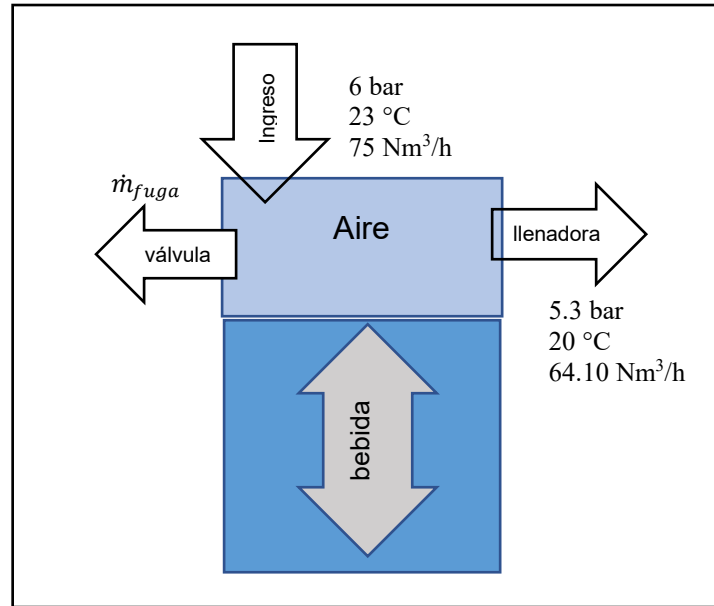 Ingreso
6 bar
23 °C
75 Nm³/h
ṁ_fuga
válvula
Aire
llenadora
5.3 bar
20 °C
64.10 Nm³/h
bebida